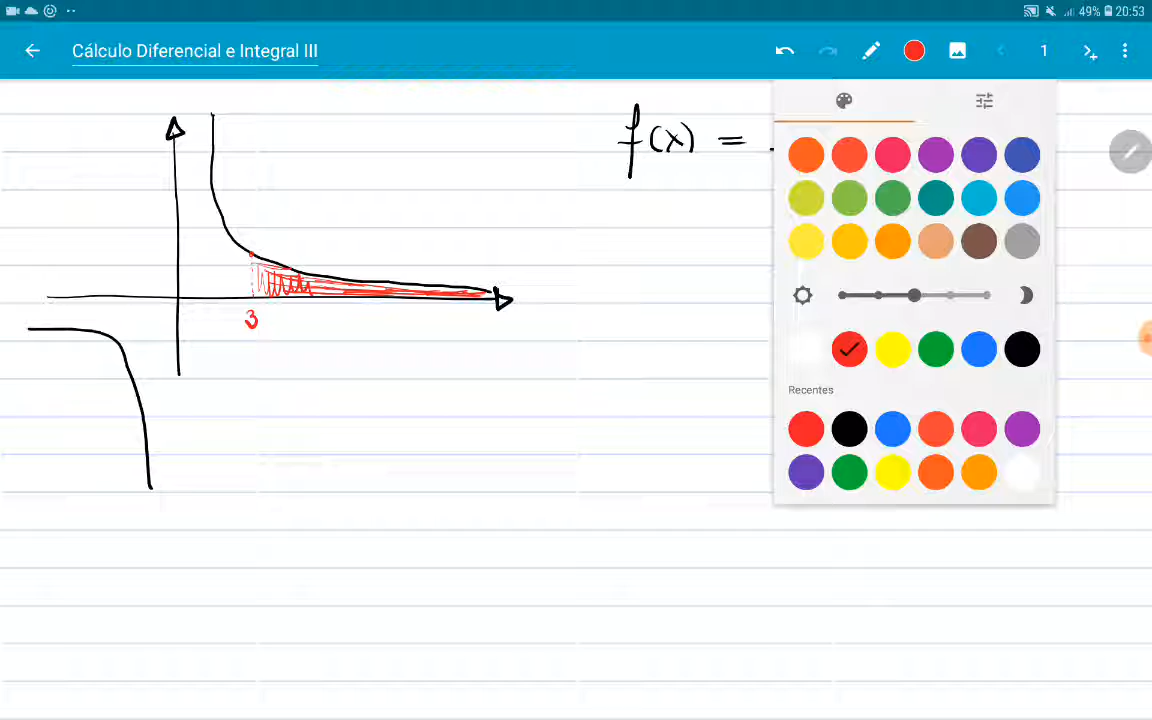 49% 20:53
Cálculo Diferencial e Integral III
1
f(x) =
3
Recentes